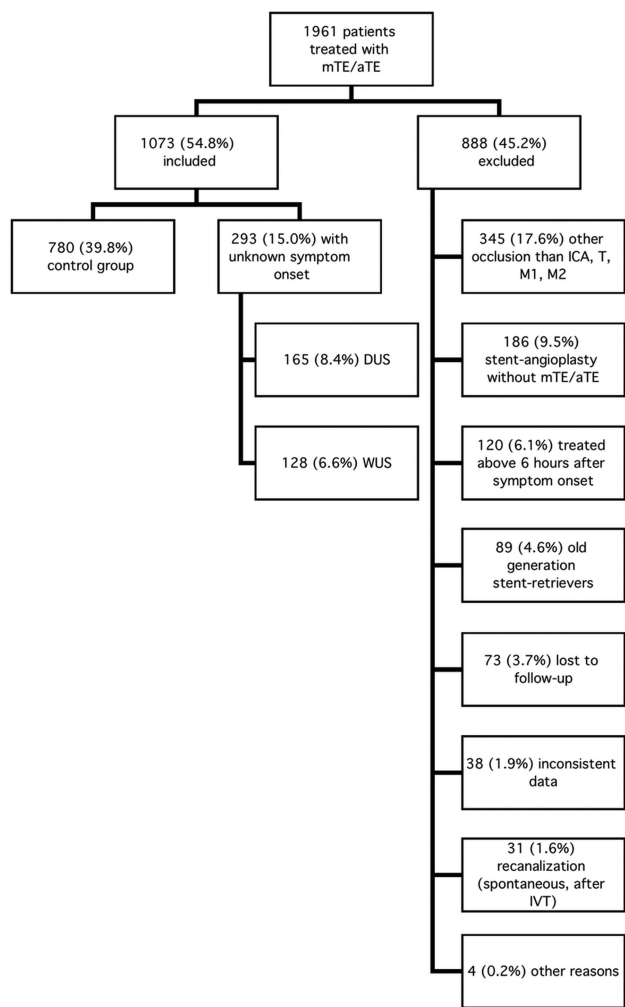 1961 patients
treated with
mTE/aTE
1073 (54.8%)
included
888 (45.2%)
excluded
780 (39.8%)
control group
293 (15.0%) with
unknown symptom
onset
165 (8.4%) DUS
128 (6.6%) WUS
345 (17.6%) other
occlusion than ICA, T,
M1, M2
186 (9.5%)
stent-angioplasty
without mTE/aTE
120 (6.1%) treated
above 6 hours after
symptom onset
89 (4.6%) old
generation
stent-retrievers
73 (3.7%) lost to
follow-up
38 (1.9%) inconsistent
data
31 (1.6%)
recanalization
(spontaneous, after
IVT)
4 (0.2%) other reasons